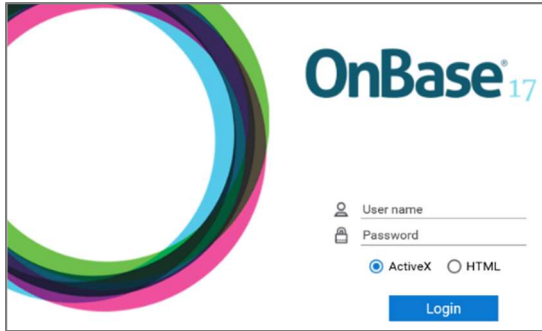 OnBase® 17
User name
Password
ActiveX HTML
Login